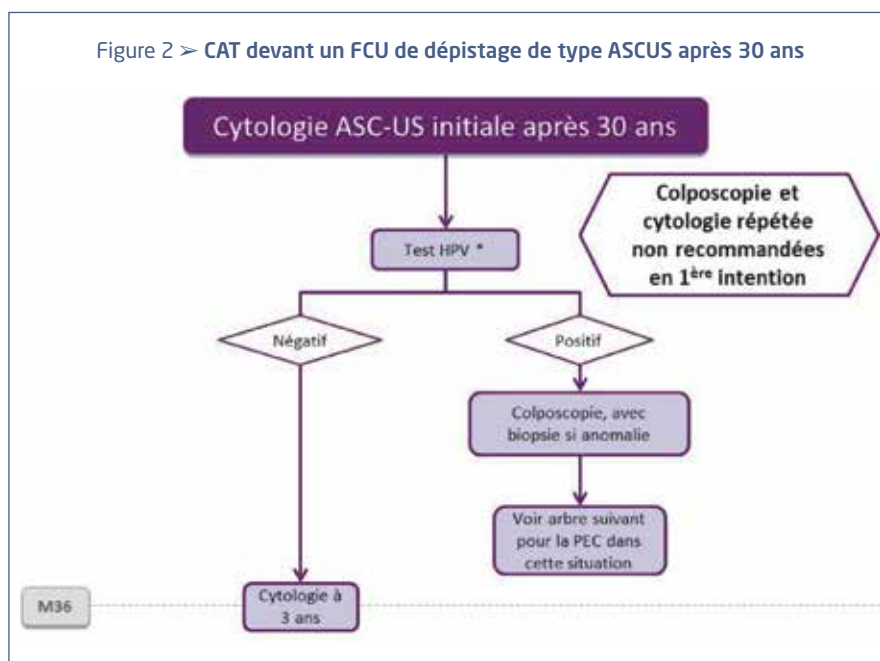 Figure 2 ➢ CAT devant un FCU de dépistage de type ASCUS après 30 ans
Cytologie ASC-US initiale après 30 ans
Colposcopie et
cytologie répétée
non recommandées
en 1ère intention
Test HPV *
Négatif
Positif
Colposcopie, avec
biopsie si anomalie
Voir arbre suivant
pour la PEC dans
cette situation
M36
Cytologie à
3 ans